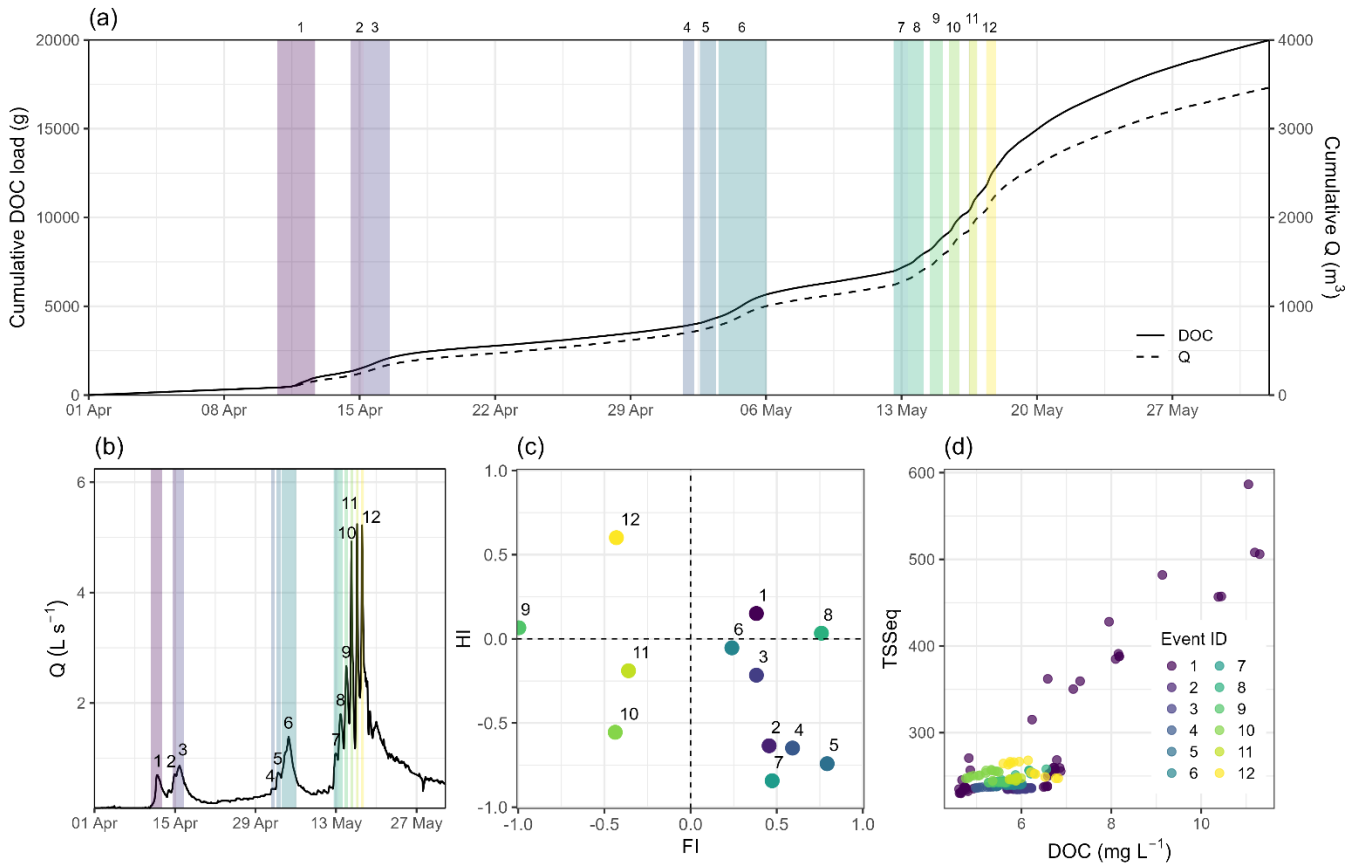 (a)
1 2 3 4 5 6 7 8 9 10 11 12
20000 4000
15000 3000
10000 2000
5000 1000
0 0
Cumulative DOC load (g)
Cumulative Q (m³)
DOC
Q
01 Apr 08 Apr 15 Apr 22 Apr 29 Apr 06 May 13 May 20 May 27 May
(b)
6
4
2
0
Q (L s⁻¹)
1 2 3 4 5 6 7 8 9 10 11 12
01 Apr 15 Apr 29 Apr 13 May 27 May
(c)
1.0
0.5
0.0
-0.5
-1.0
HI
12
1
9 8
6
11 3
10 2 4
5
7
-1.0 -0.5 0.0 0.5 1.0
FI
(d)
600
500
400
300
TSSeq
Event ID
1 7
2 8
3 9
4 10
5 11
6 12
6 8 10
DOC (mg L⁻¹)